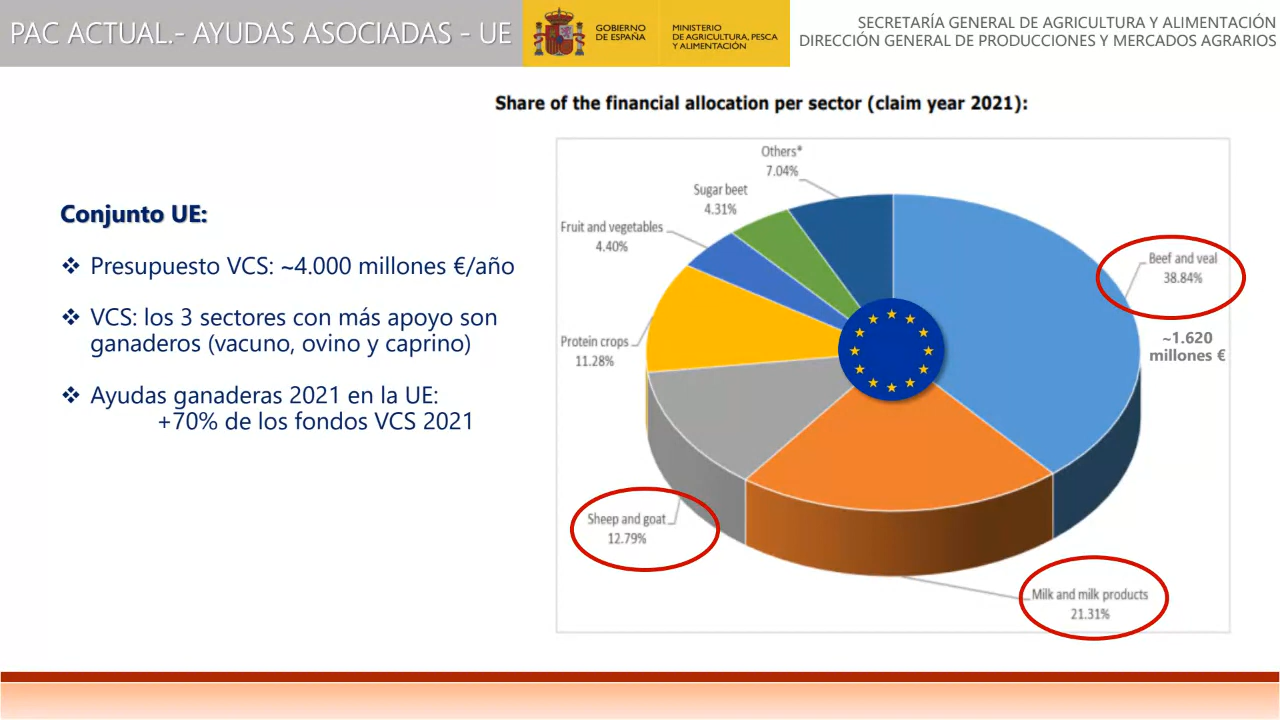 PAC ACTUAL.- AYUDAS ASOCIADAS - UE
GOBIERNO
DE ESPAÑA
MINISTERIO
DE AGRICULTURA, PESCA
Y ALIMENTACIÓN
SECRETARÍA GENERAL DE AGRICULTURA Y ALIMENTACIÓN
DIRECCIÓN GENERAL DE PRODUCCIONES Y MERCADOS AGRARIOS
Share of the financial allocation per sector (claim year 2021):
Conjunto UE:
❖ Presupuesto VCS: ~4.000 millones €/año
❖ VCS: los 3 sectores con más apoyo son
ganaderos (vacuno, ovino y caprino)
❖ Ayudas ganaderas 2021 en la UE:
+70% de los fondos VCS 2021
Others*
7.04%
Sugar beet
4.31%
Fruit and vegetables
4.40%
Protein crops
11.28%
Beef and veal
38.84%
~1.620
millones €
Sheep and goat
12.79%
Milk and milk products
21.31%